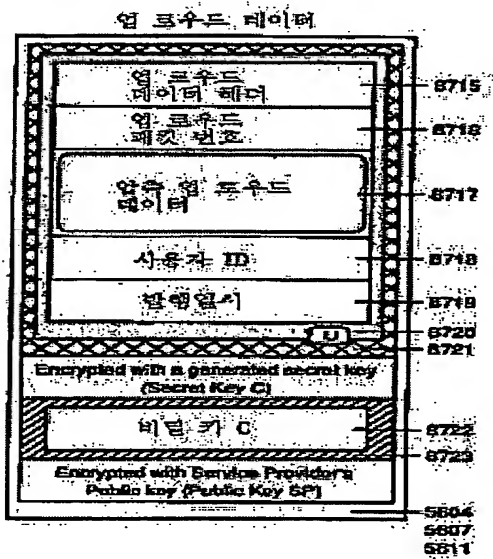 업 로우드 데이터
업 로우드
데이터 헤더
업 로우드
패킷 번호
압축 업 로우드
데이터
사용자 ID
발행일시
U
Encrypted with a generated secret key
(Secret Key C)
비밀 키 C
Encrypted with Service Provider's
Public key (Public Key SP)
6715
6716
6717
6718
6719
6720
6721
6722
6723
5604
5607
5611